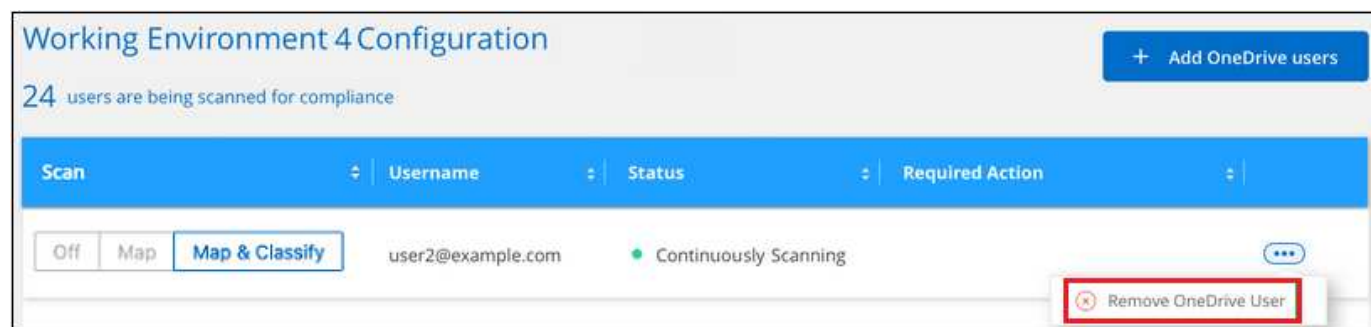 Working Environment 4 Configuration
+ Add OneDrive users
24 users are being scanned for compliance
Scan Username Status Required Action
Off Map Map & Classify user2@example.com Continuously Scanning
Remove OneDrive User